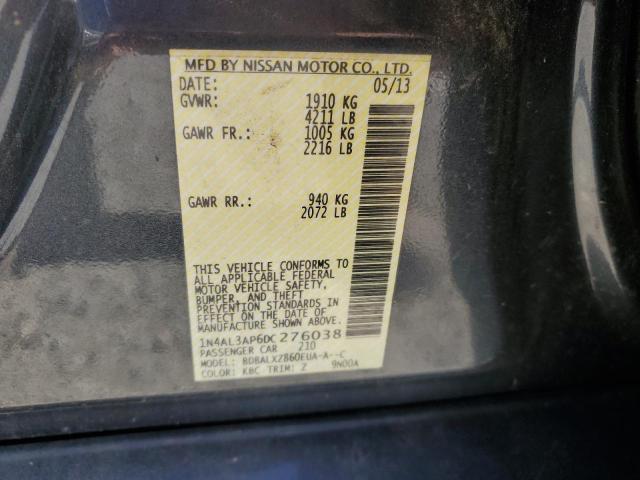 MFD BY NISSAN MOTOR CO., LTD.
DATE: 05/13
GVWR: 1910 KG
4211 LB
GAWR FR.: 1005 KG
2216 LB
GAWR RR.: 940 KG
2072 LB
THIS VEHICLE CONFORMS TO
ALL APPLICABLE FEDERAL
MOTOR VEHICLE SAFETY,
BUMPER, AND THEFT
PREVENTION STANDARDS IN
EFFECT ON THE DATE OF
MANUFACTURE SHOWN ABOVE.
1N4AL3AP6DC276038
PASSENGER CAR 210
MODEL: BDBALXZ860EUA-A--C
COLOR: KBC TRIM: Z 9N00A